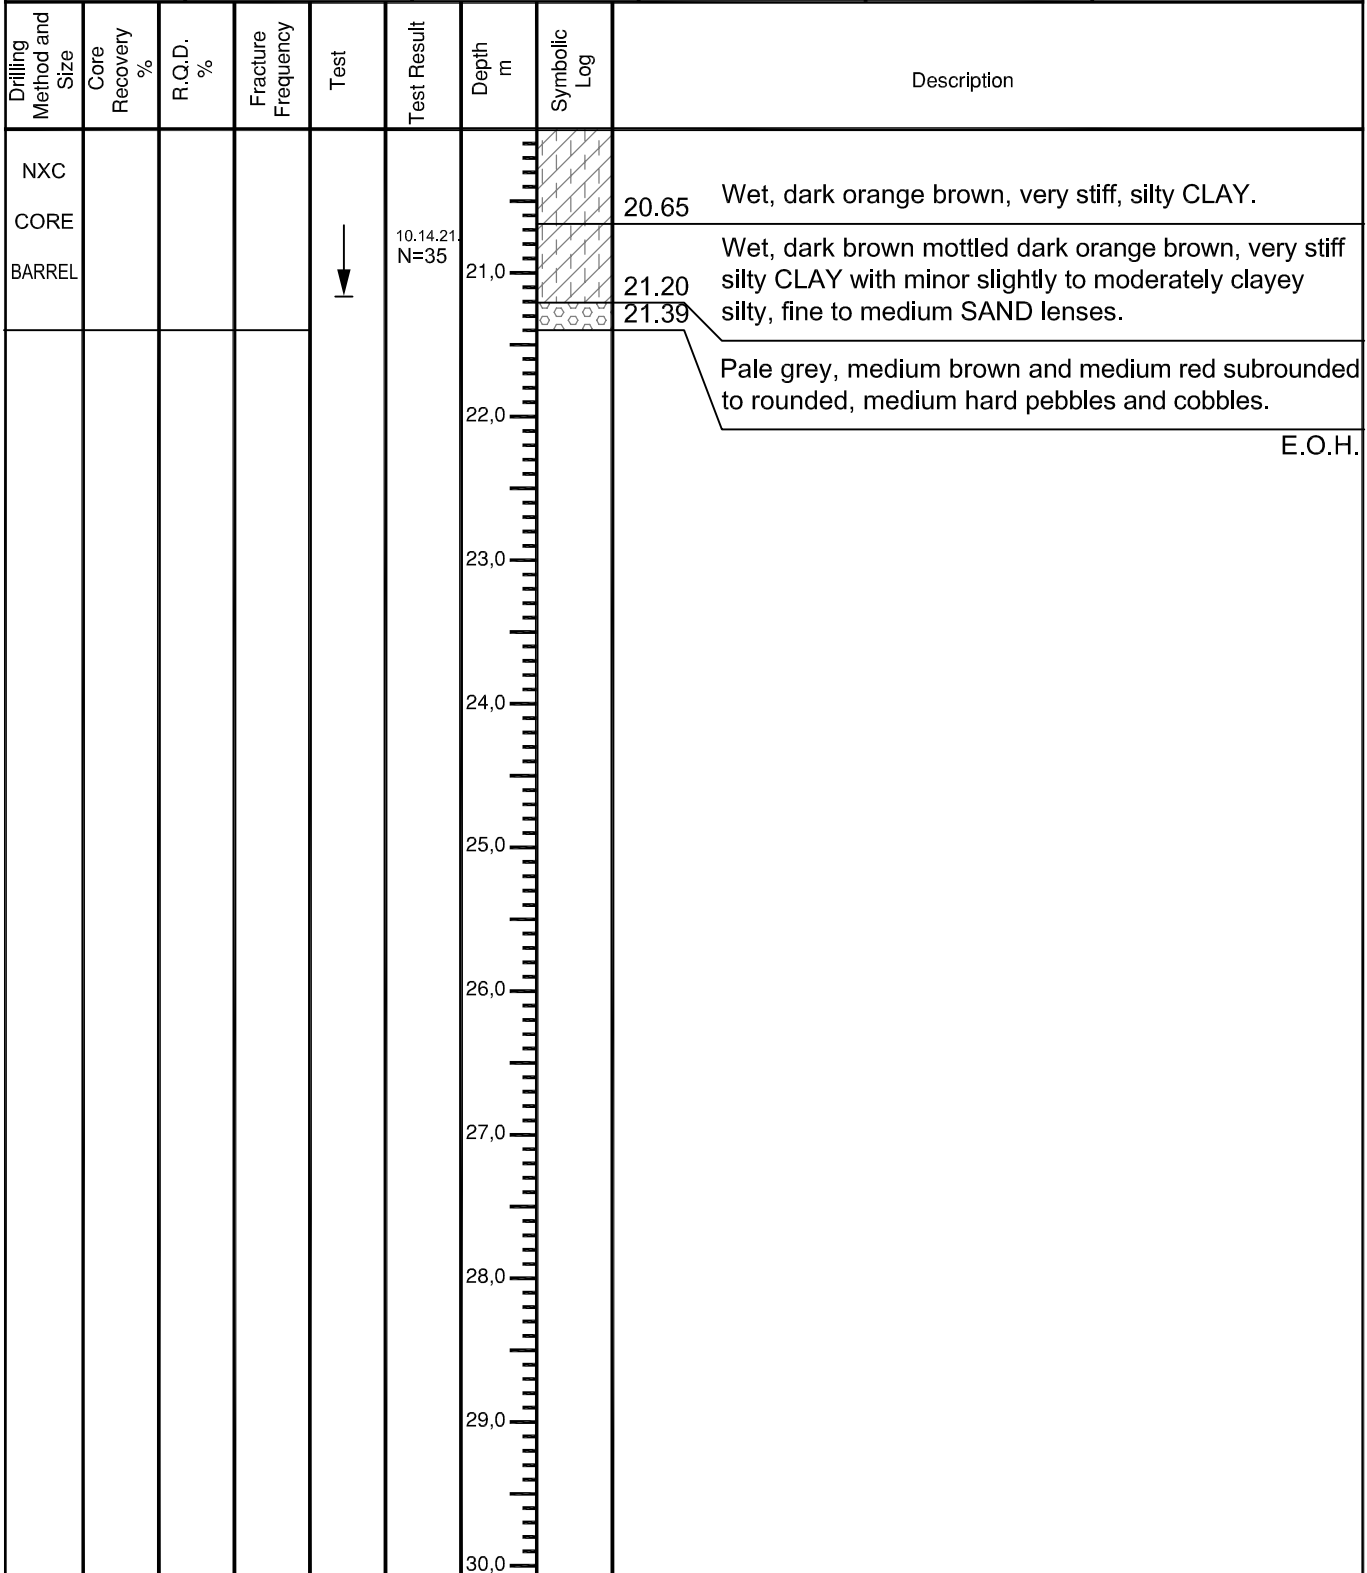 Drilling
Method and
Size
Core
Recovery
%
R.Q.D.
%
Fracture
Frequency
Test
Test Result
Depth
m
Symbolic
Log
Description
NXC
CORE
BARREL
10.14.21.
N=35
20.65
Wet, dark orange brown, very stiff, silty CLAY.
21,0
21.20
Wet, dark brown mottled dark orange brown, very stiff
silty CLAY with minor slightly to moderately clayey
silty, fine to medium SAND lenses.
21.39
Pale grey, medium brown and medium red subrounded
to rounded, medium hard pebbles and cobbles.
22,0
E.O.H.
23,0
24,0
25,0
26,0
27,0
28,0
29,0
30,0